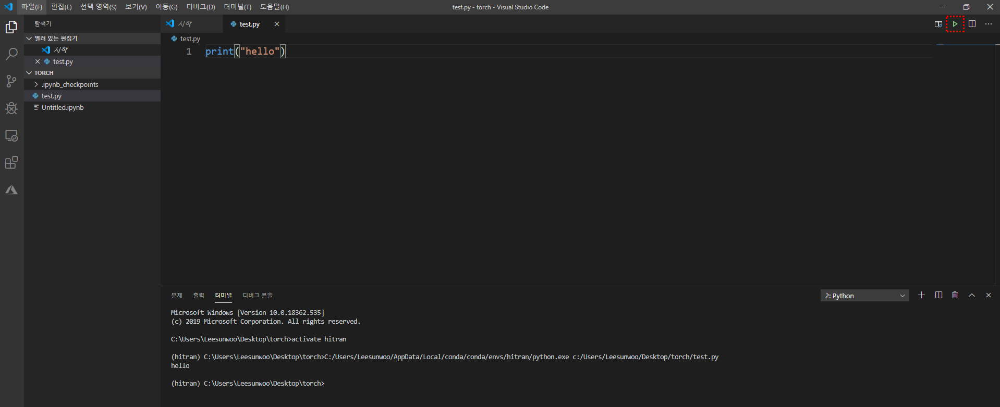 파일(F) 편집(E) 선택 영역(S) 보기(V) 이동(G) 디버그(D) 터미널(T) 도움말(H) test.py - torch - Visual Studio Code
탐색기
열려 있는 편집기
시작
test.py
TORCH
.ipynb_checkpoints
test.py
Untitled.ipynb
시작 test.py
test.py
1 print("hello")
문제 출력 터미널 디버그 콘솔 2: Python
Microsoft Windows [Version 10.0.18362.535]
(c) 2019 Microsoft Corporation. All rights reserved.
C:\Users\Leesunwoo\Desktop\torch>activate hitran
(hitran) C:\Users\Leesunwoo\Desktop\torch>C:/Users/Leesunwoo/AppData/Local/conda/conda/envs/hitran/python.exe c:/Users/Leesunwoo/Desktop/torch/test.py
hello
(hitran) C:\Users\Leesunwoo\Desktop\torch>